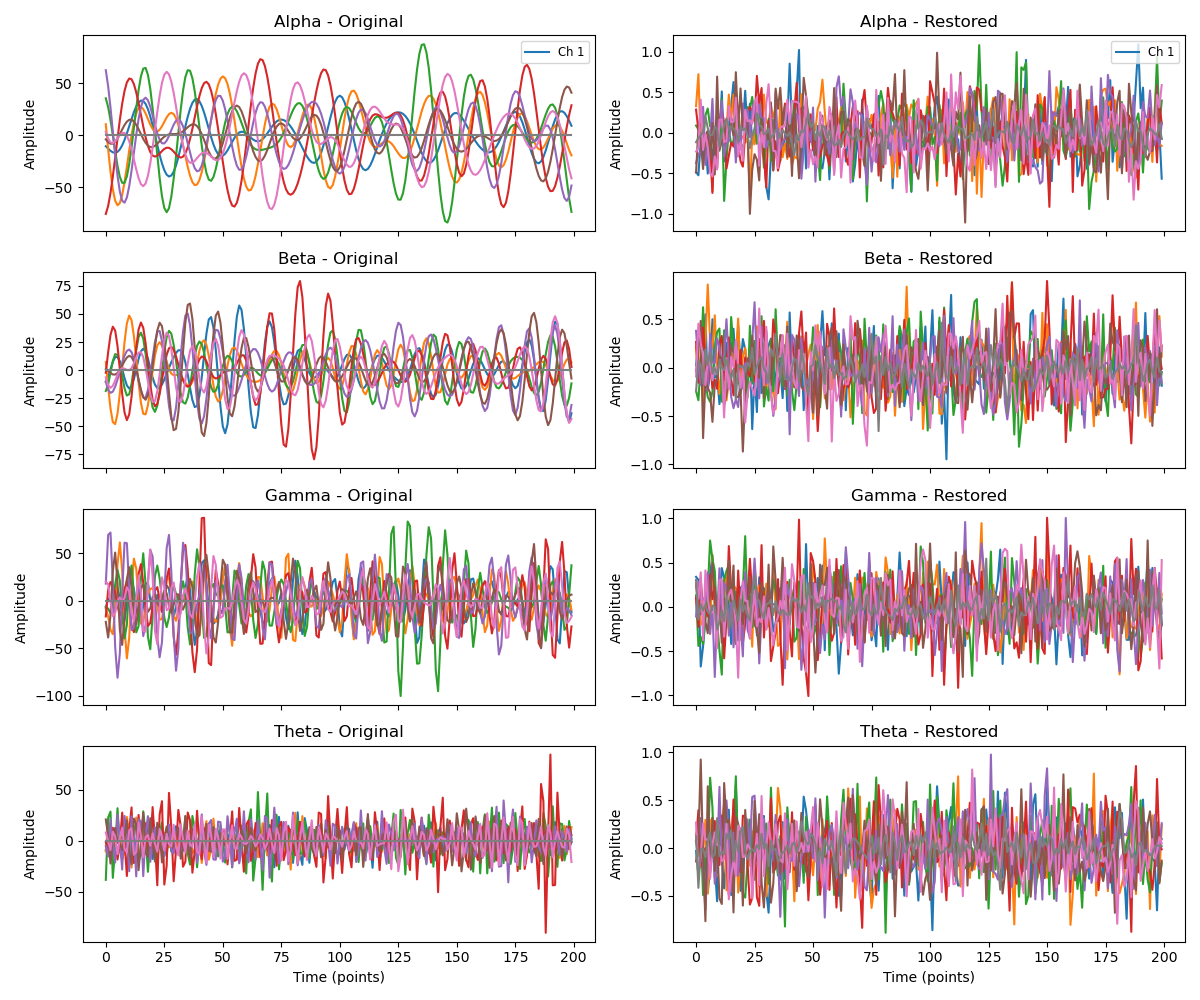 Alpha - Original
Amplitude
50
0
−50
Ch 1
Alpha - Restored
Amplitude
1.0
0.5
0.0
−0.5
−1.0
Ch 1
Beta - Original
Amplitude
75
50
25
0
−25
−50
−75
Beta - Restored
Amplitude
0.5
0.0
−0.5
−1.0
Gamma - Original
Amplitude
50
0
−50
−100
Gamma - Restored
Amplitude
1.0
0.5
0.0
−0.5
−1.0
Theta - Original
Amplitude
50
0
−50
0 25 50 75 100 125 150 175 200
Time (points)
Theta - Restored
Amplitude
1.0
0.5
0.0
−0.5
0 25 50 75 100 125 150 175 200
Time (points)